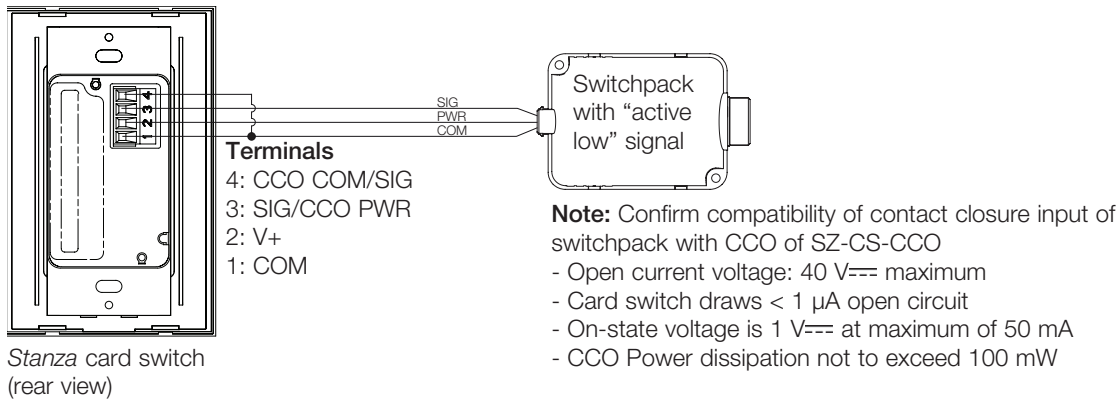 4
3
2
1
SIG
PWR
COM
Switchpack
with “active
low” signal
Terminals
4: CCO COM/SIG
3: SIG/CCO PWR
2: V+
1: COM
Note: Confirm compatibility of contact closure input of
switchpack with CCO of SZ-CS-CCO
- Open current voltage: 40 V⎓ maximum
- Card switch draws < 1 μA open circuit
- On-state voltage is 1 V⎓ at maximum of 50 mA
- CCO Power dissipation not to exceed 100 mW
Stanza card switch
(rear view)